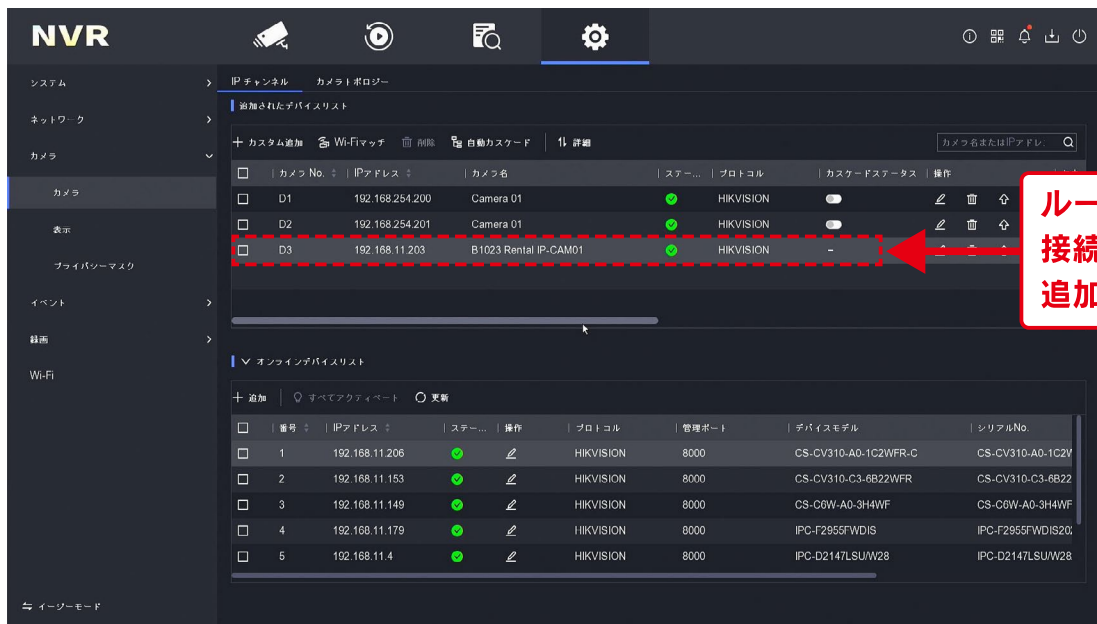 NVR
システム
ネットワーク
カメラ
カメラ
表示
プライバシーマスク
イベント
録画
Wi-Fi
イージーモード
IPチャンネル カメラトポロジー
追加されたデバイスリスト
カスタム追加 Wi-Fiマッチ 削除 自動カスケード 詳細 カメラ名またはIPアドレ
カメラ No. IPアドレス カメラ名 ステー... プロトコル カスケードステータス 操作
D1 192.168.254.200 Camera 01 HIKVISION
D2 192.168.254.201 Camera 01 HIKVISION
D3 192.168.11.203 B1023 Rental IP-CAM01 HIKVISION –
ルー
接続
追加
オンラインデバイスリスト
追加 すべてアクティベート 更新
番号 IPアドレス ステー... 操作 プロトコル 管理ポート デバイスモデル シリアルNo.
1 192.168.11.206 HIKVISION 8000 CS-CV310-A0-1C2WFR-C CS-CV310-A0-1C2W
2 192.168.11.153 HIKVISION 8000 CS-CV310-C3-6B22WFR CS-CV310-C3-6B22
3 192.168.11.149 HIKVISION 8000 CS-C6W-A0-3H4WF CS-C6W-A0-3H4WF
4 192.168.11.179 HIKVISION 8000 IPC-F2955FWDIS IPC-F2955FWDIS20
5 192.168.11.4 HIKVISION 8000 IPC-D2147LSU/W28 IPC-D2147LSU/W28